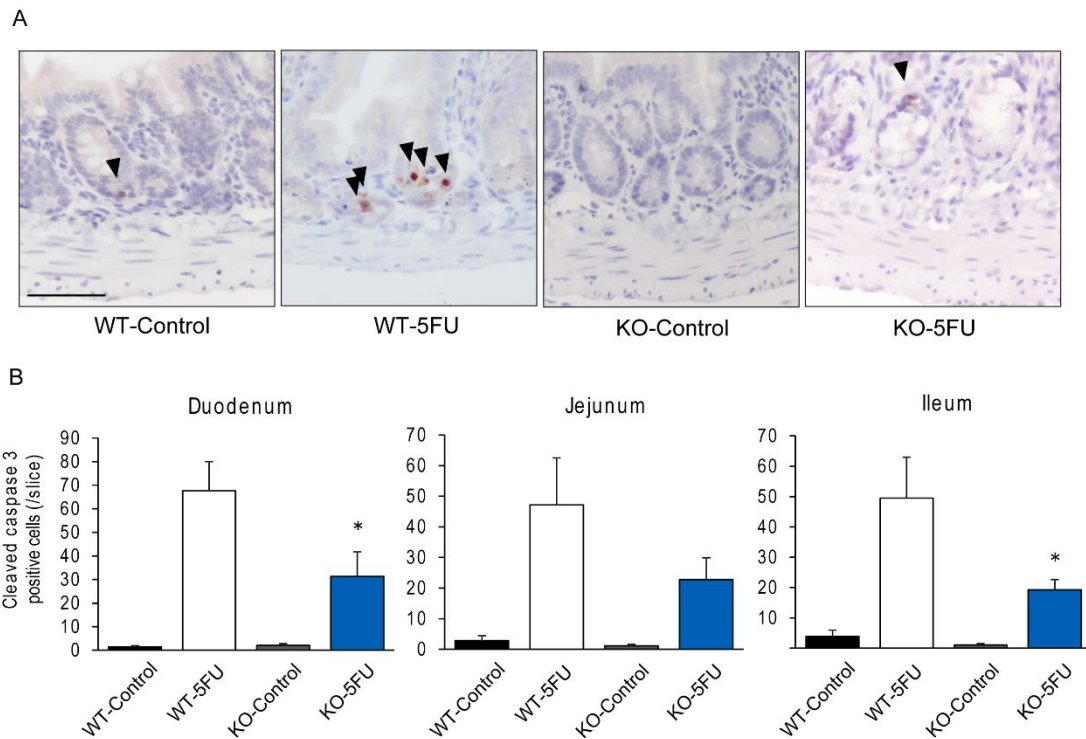 A
WT-Control
WT-5FU
KO-Control
KO-5FU
B
Duodenum
Jejunum
Ileum
Cleaved caspase 3
positive cells (/slice)
90
80
70
60
50
40
30
20
10
0
*
WT-Control
WT-5FU
KO-Control
KO-5FU
70
60
50
40
30
20
10
0
WT-Control
WT-5FU
KO-Control
KO-5FU
70
60
50
40
30
20
10
*
WT-Control
WT-5FU
KO-Control
KO-5FU